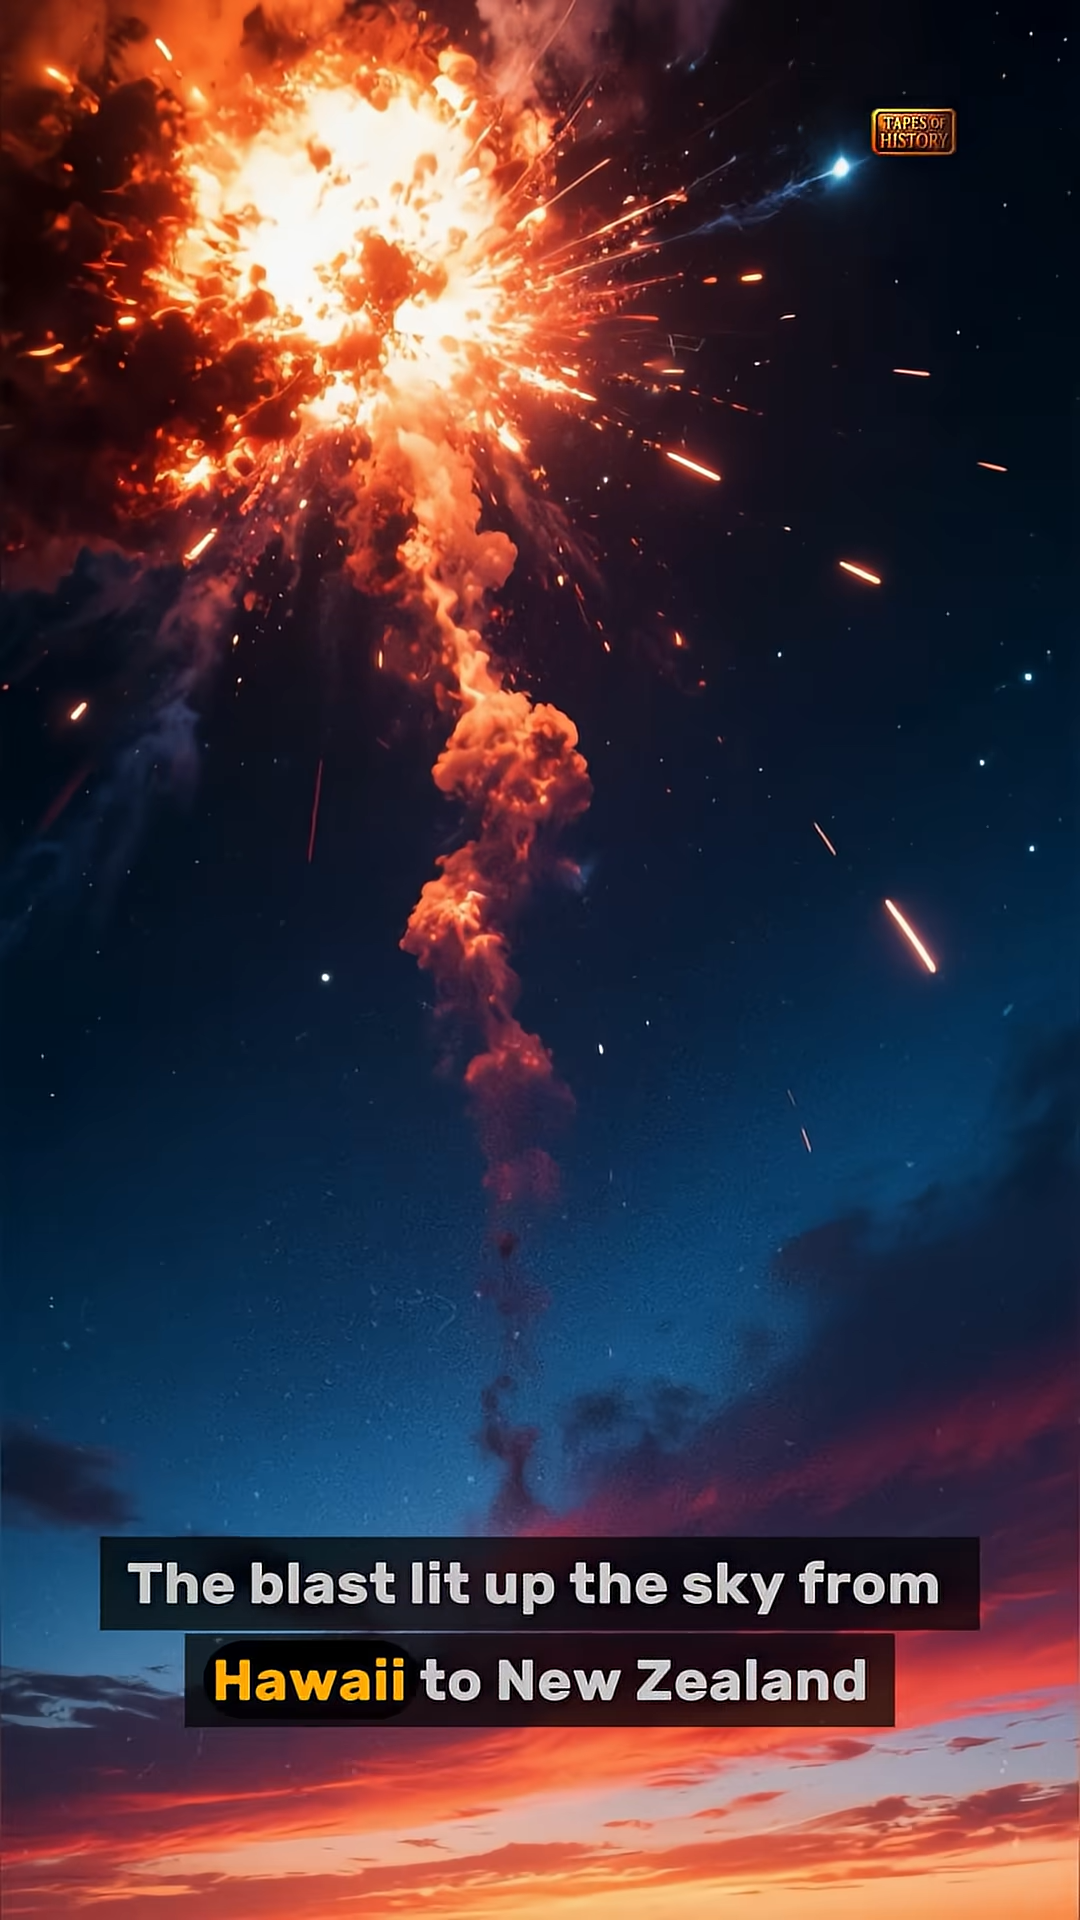 TAPES OF
HISTORY
The blast lit up the sky from
Hawaii to New Zealand